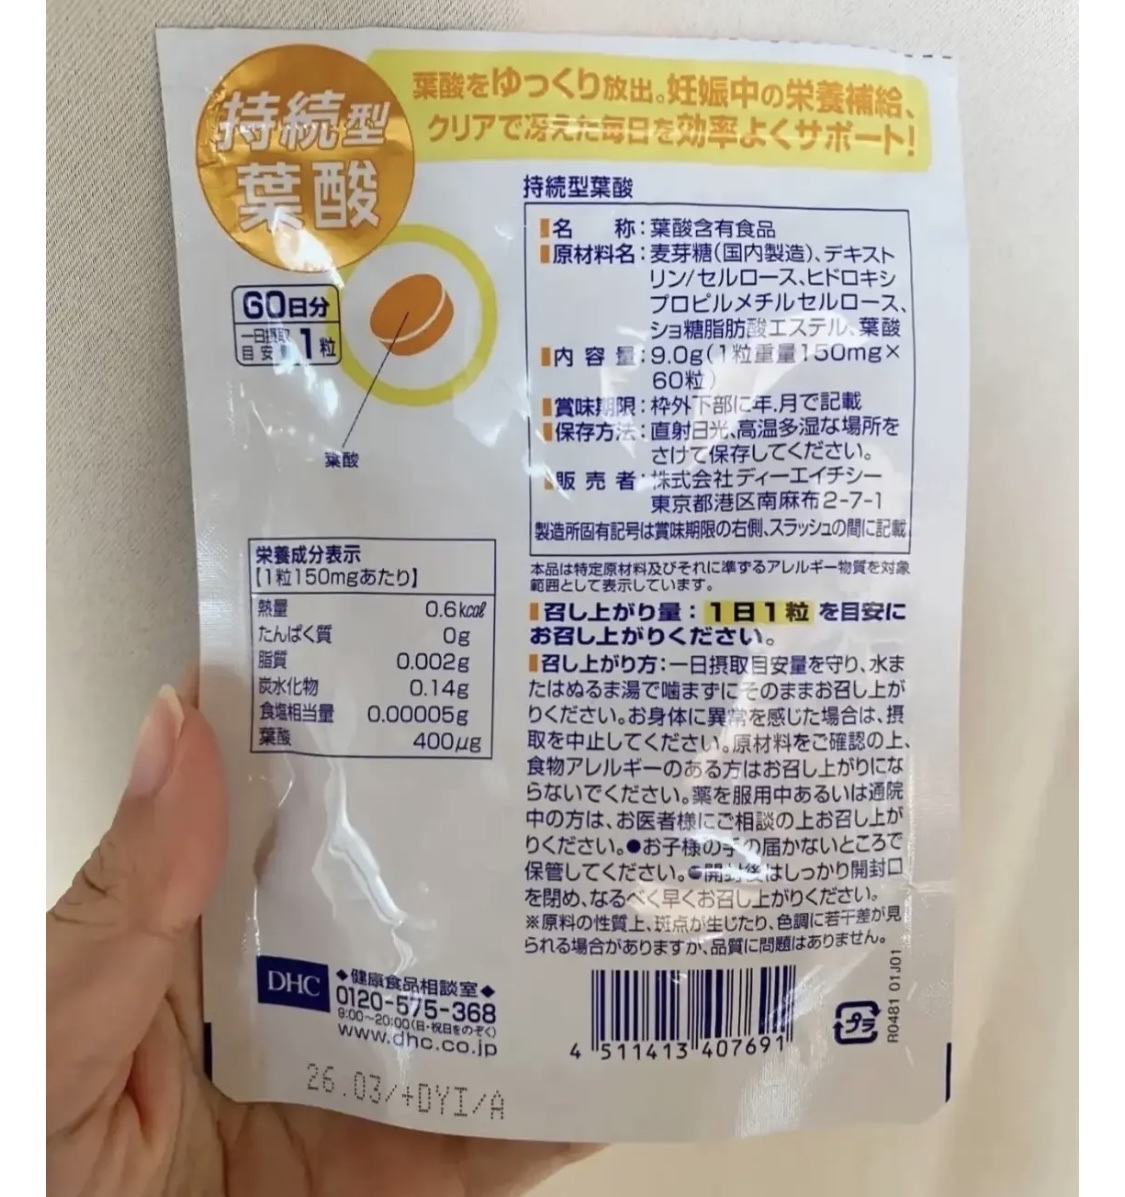 持続型
葉酸
葉酸をゆっくり放出。妊娠中の栄養補給、
クリアで冴えた毎日を効率よくサポート!
60日分
一日摂取
目安量 1粒
葉酸
持続型葉酸
名 称:葉酸含有食品
原材料名:麦芽糖(国内製造)、デキスト
リン/セルロース、ヒドロキシ
プロピルメチルセルロース、
ショ糖脂肪酸エステル、葉酸
内 容 量:9.0g(1粒重量150mg×
60粒)
賞味期限:枠外下部に年.月で記載
保存方法:直射日光、高温多湿な場所を
さけて保存してください。
販 売 者:株式会社ディーエイチシー
東京都港区南麻布2-7-1
製造所固有記号は賞味期限の右側、スラッシュの間に記載
本品は特定原材料及びそれに準ずるアレルギー物質を対象
範囲として表示しています。
召し上がり量:1日1粒を目安に
お召し上がりください。
召し上がり方:一日摂取目安量を守り、水ま
たはぬるま湯で噛まずにそのままお召し上が
りください。お身体に異常を感じた場合は、摂
取を中止してください。原材料をご確認の上、
食物アレルギーのある方はお召し上がりにな
らないでください。薬を服用中あるいは通院
中の方は、お医者様にご相談の上お召し上が
りください。●お子様の手の届かないところで
保管してください。●開封後はしっかり開封口
を閉め、なるべく早くお召し上がりください。
※原料の性質上、斑点が生じたり、色調に若干差が見
られる場合がありますが、品質に問題はありません。
栄養成分表示
【1粒150mgあたり】
熱量 0.6kcal
たんぱく質 0g
脂質 0.002g
炭水化物 0.14g
食塩相当量 0.00005g
葉酸 400μg
DHC
◆健康食品相談室◆
0120-575-368
9:00~20:00(日・祝日をのぞく)
www.dhc.co.jp
4 511413 407691
プラ
R0481 01J01
26.03/+DYI/A